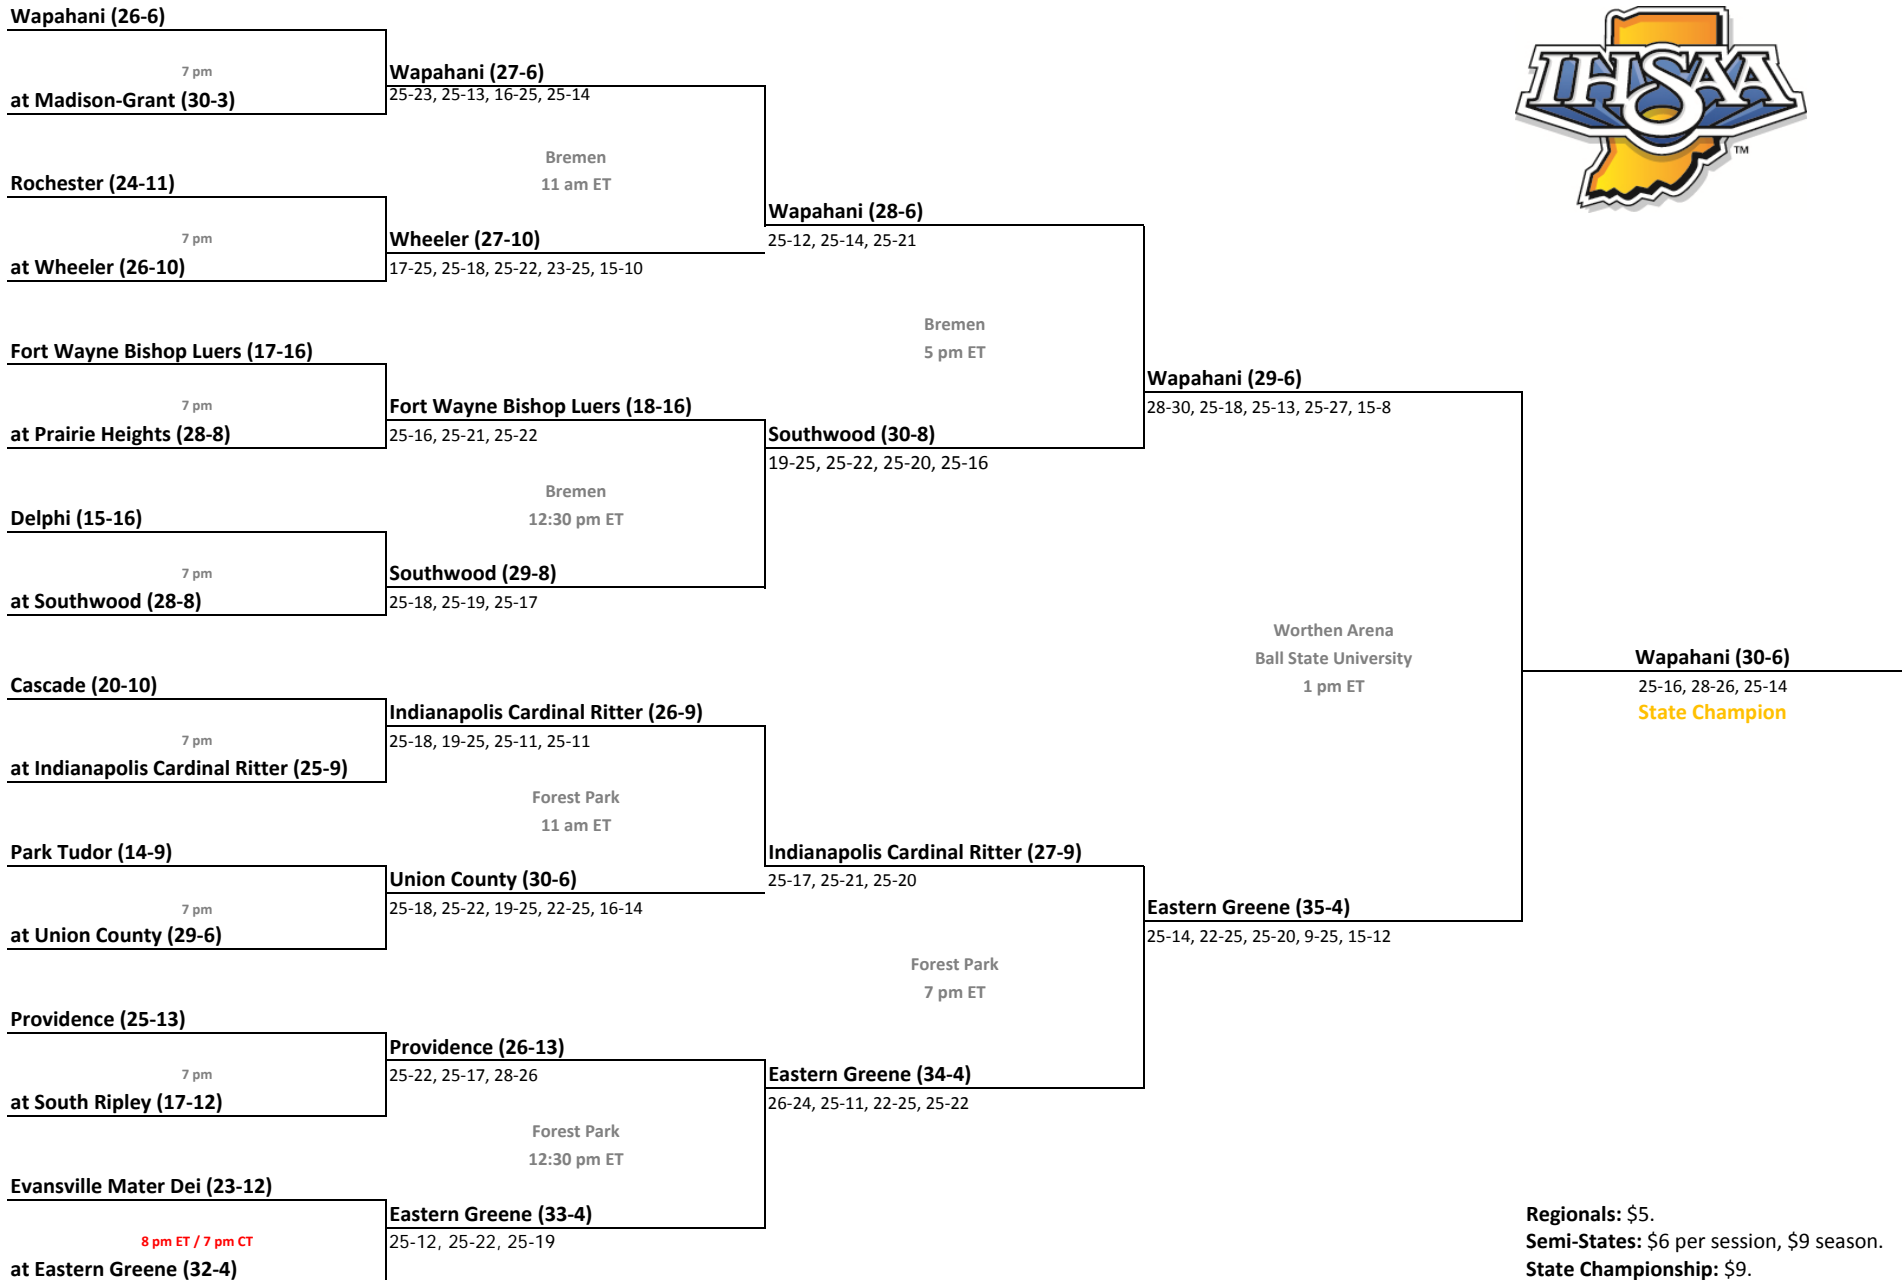 Wapahani (26-6)
7 pm
at Madison-Grant (30-3)
Rochester (24-11)
7 pm
at Wheeler (26-10)
Fort Wayne Bishop Luers (17-16)
7 pm
at Prairie Heights (28-8)
Delphi (15-16)
7 pm
at Southwood (28-8)
Cascade (20-10)
7 pm
at Indianapolis Cardinal Ritter (25-9)
Park Tudor (14-9)
7 pm
at Union County (29-6)
Providence (25-13)
7 pm
at South Ripley (17-12)
Evansville Mater Dei (23-12)
8 pm ET / 7 pm CT
at Eastern Greene (32-4)
Wapahani (27-6)
25-23, 25-13, 16-25, 25-14
Bremen
11 am ET
Wheeler (27-10)
17-25, 25-18, 25-22, 23-25, 15-10
Fort Wayne Bishop Luers (18-16)
25-16, 25-21, 25-22
Bremen
12:30 pm ET
Southwood (29-8)
25-18, 25-19, 25-17
Indianapolis Cardinal Ritter (26-9)
25-18, 19-25, 25-11, 25-11
Forest Park
11 am ET
Union County (30-6)
25-18, 25-22, 19-25, 22-25, 16-14
Providence (26-13)
25-22, 25-17, 28-26
Forest Park
12:30 pm ET
Eastern Greene (33-4)
25-12, 25-22, 25-19
Wapahani (28-6)
25-12, 25-14, 25-21
Bremen
5 pm ET
Southwood (30-8)
19-25, 25-22, 25-20, 25-16
Indianapolis Cardinal Ritter (27-9)
25-17, 25-21, 25-20
Forest Park
7 pm ET
Eastern Greene (34-4)
26-24, 25-11, 22-25, 25-22
Wapahani (29-6)
28-30, 25-18, 25-13, 25-27, 15-8
Worthen Arena
Ball State University
1 pm ET
Eastern Greene (35-4)
25-14, 22-25, 25-20, 9-25, 15-12
IHSAA
TM
Wapahani (30-6)
25-16, 28-26, 25-14
State Champion
Regionals: $5.
Semi-States: $6 per session, $9 season.
State Championship: $9.